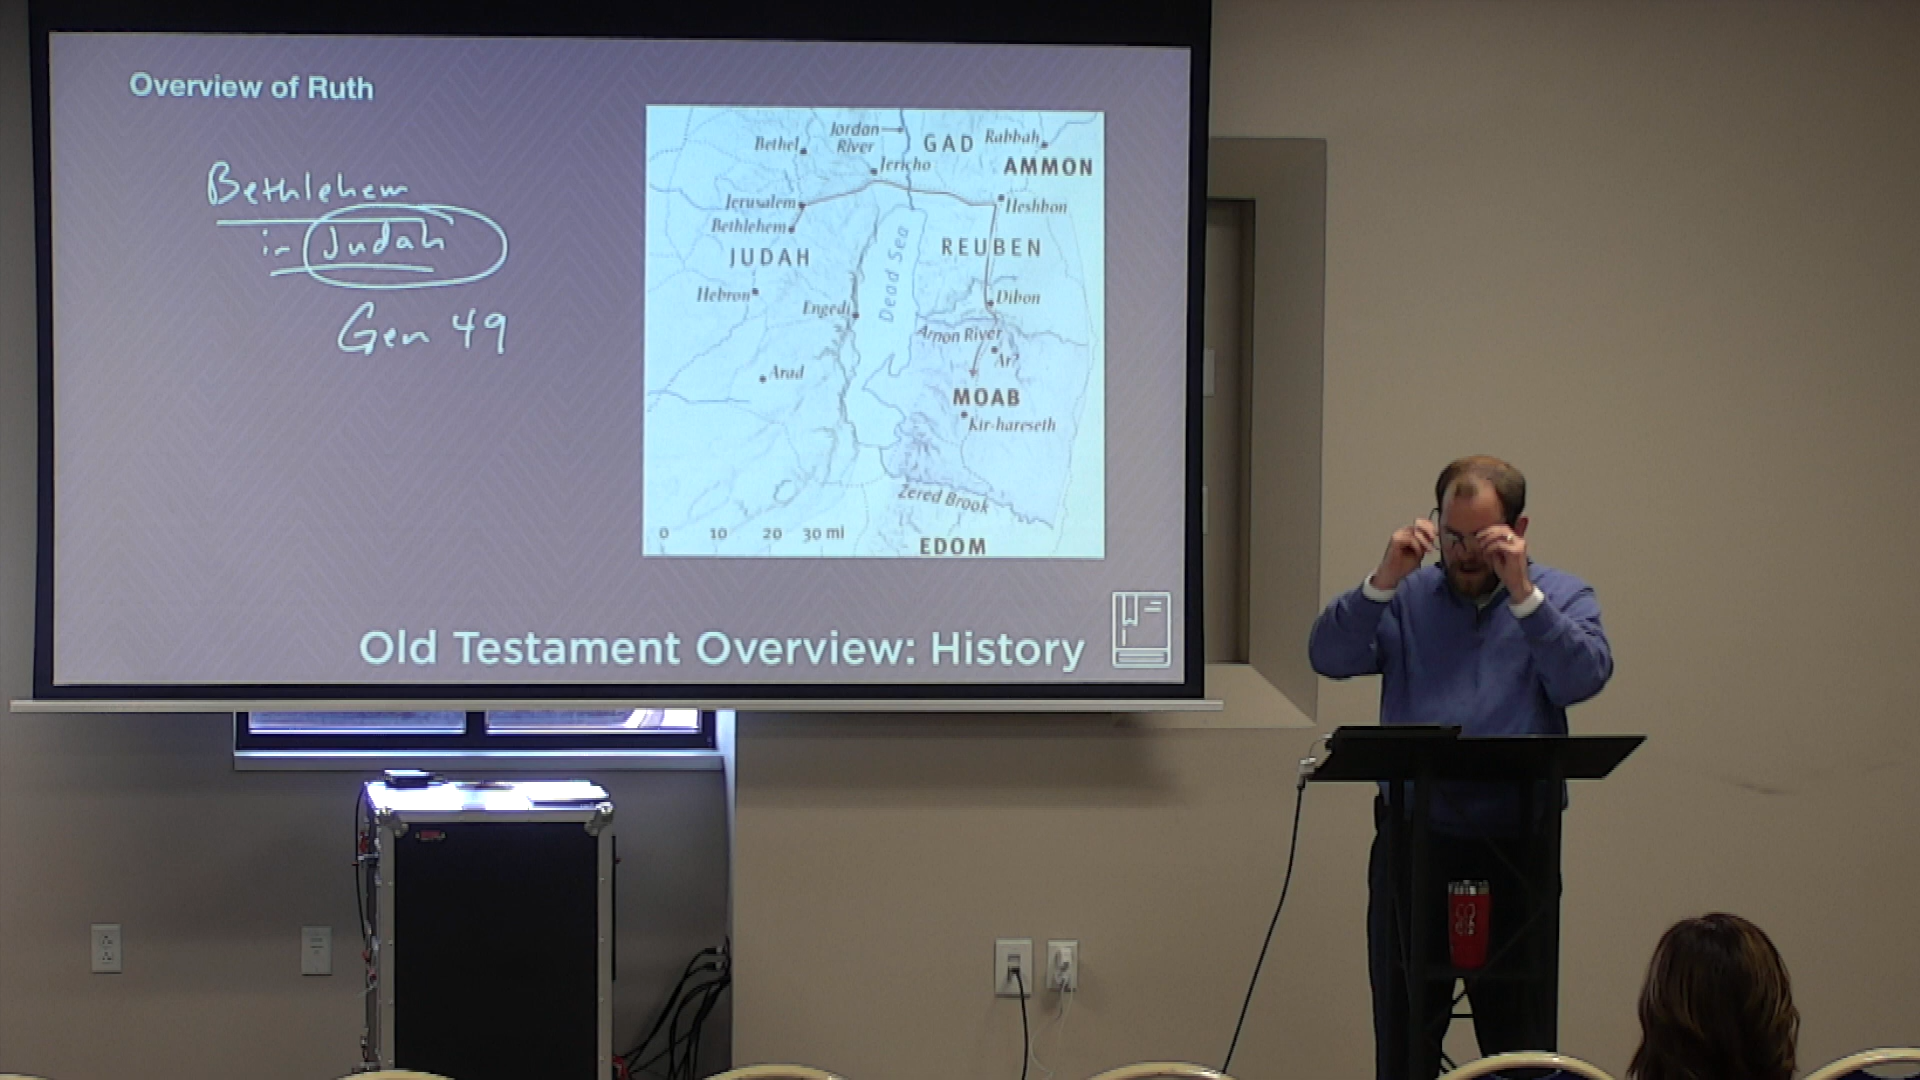 Overview of Ruth
Bethlehem
in Judah
Gen 49
Jordan River
Bethel
GAD
Rabbah
Jericho
AMMON
Jerusalem
Heshbon
Bethlehem
JUDAH
REUBEN
Dead Sea
Hebron
Engedi
Dibon
Arnon River
Ar?
Arad
MOAB
Kir-hareseth
Zered Brook
0 10 20 30 mi
EDOM
Old Testament Overview: History